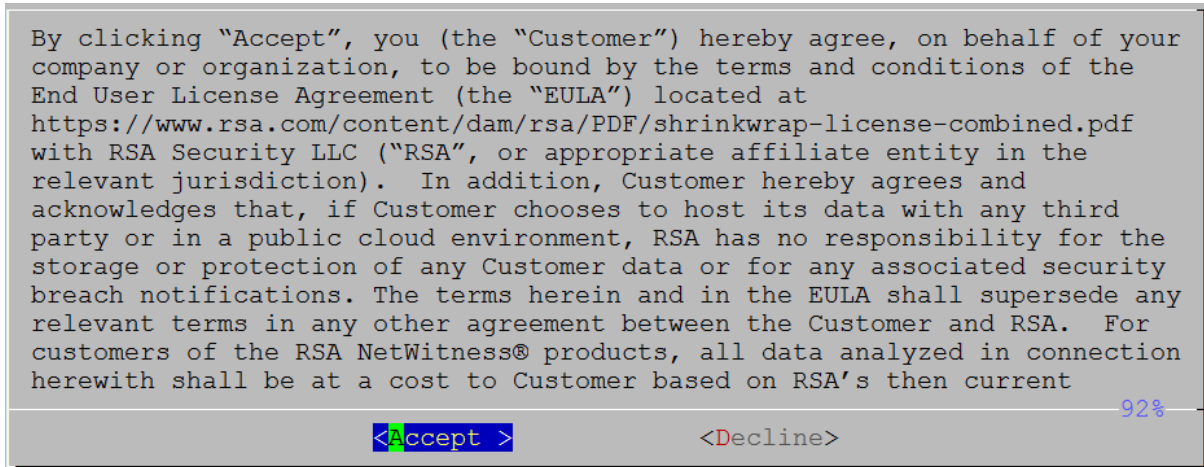 By clicking “Accept”, you (the “Customer”) hereby agree, on behalf of your
company or organization, to be bound by the terms and conditions of the
End User License Agreement (the “EULA”) located at
https://www.rsa.com/content/dam/rsa/PDF/shrinkwrap-license-combined.pdf
with RSA Security LLC (“RSA”, or appropriate affiliate entity in the
relevant jurisdiction).  In addition, Customer hereby agrees and
acknowledges that, if Customer chooses to host its data with any third
party or in a public cloud environment, RSA has no responsibility for the
storage or protection of any Customer data or for any associated security
breach notifications. The terms herein and in the EULA shall supersede any
relevant terms in any other agreement between the Customer and RSA.  For
customers of the RSA NetWitness® products, all data analyzed in connection
herewith shall be at a cost to Customer based on RSA’s then current
92%
<Accept > <Decline>